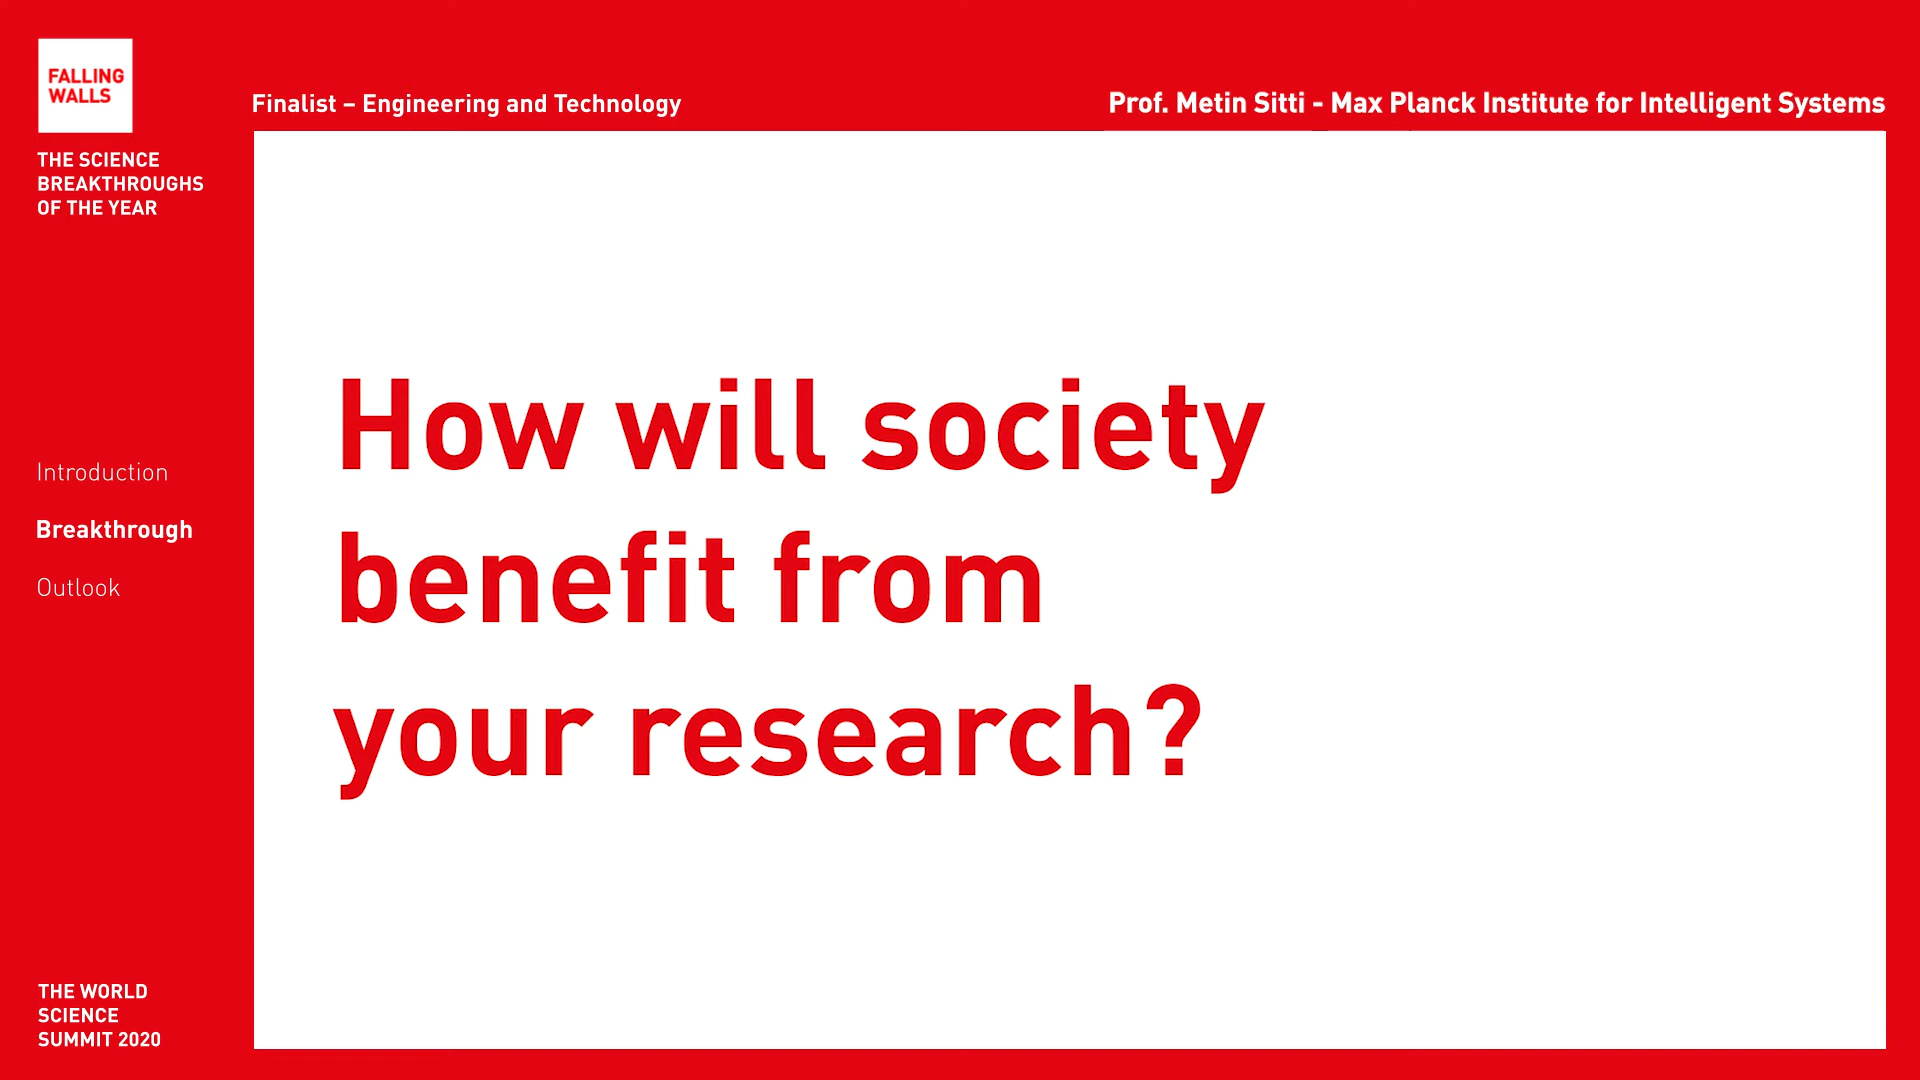 FALLING
WALLS
THE SCIENCE
BREAKTHROUGHS
OF THE YEAR
Finalist – Engineering and Technology
Prof. Metin Sitti - Max Planck Institute for Intelligent Systems
Introduction
Breakthrough
Outlook
How will society
benefit from
your research?
THE WORLD
SCIENCE
SUMMIT 2020